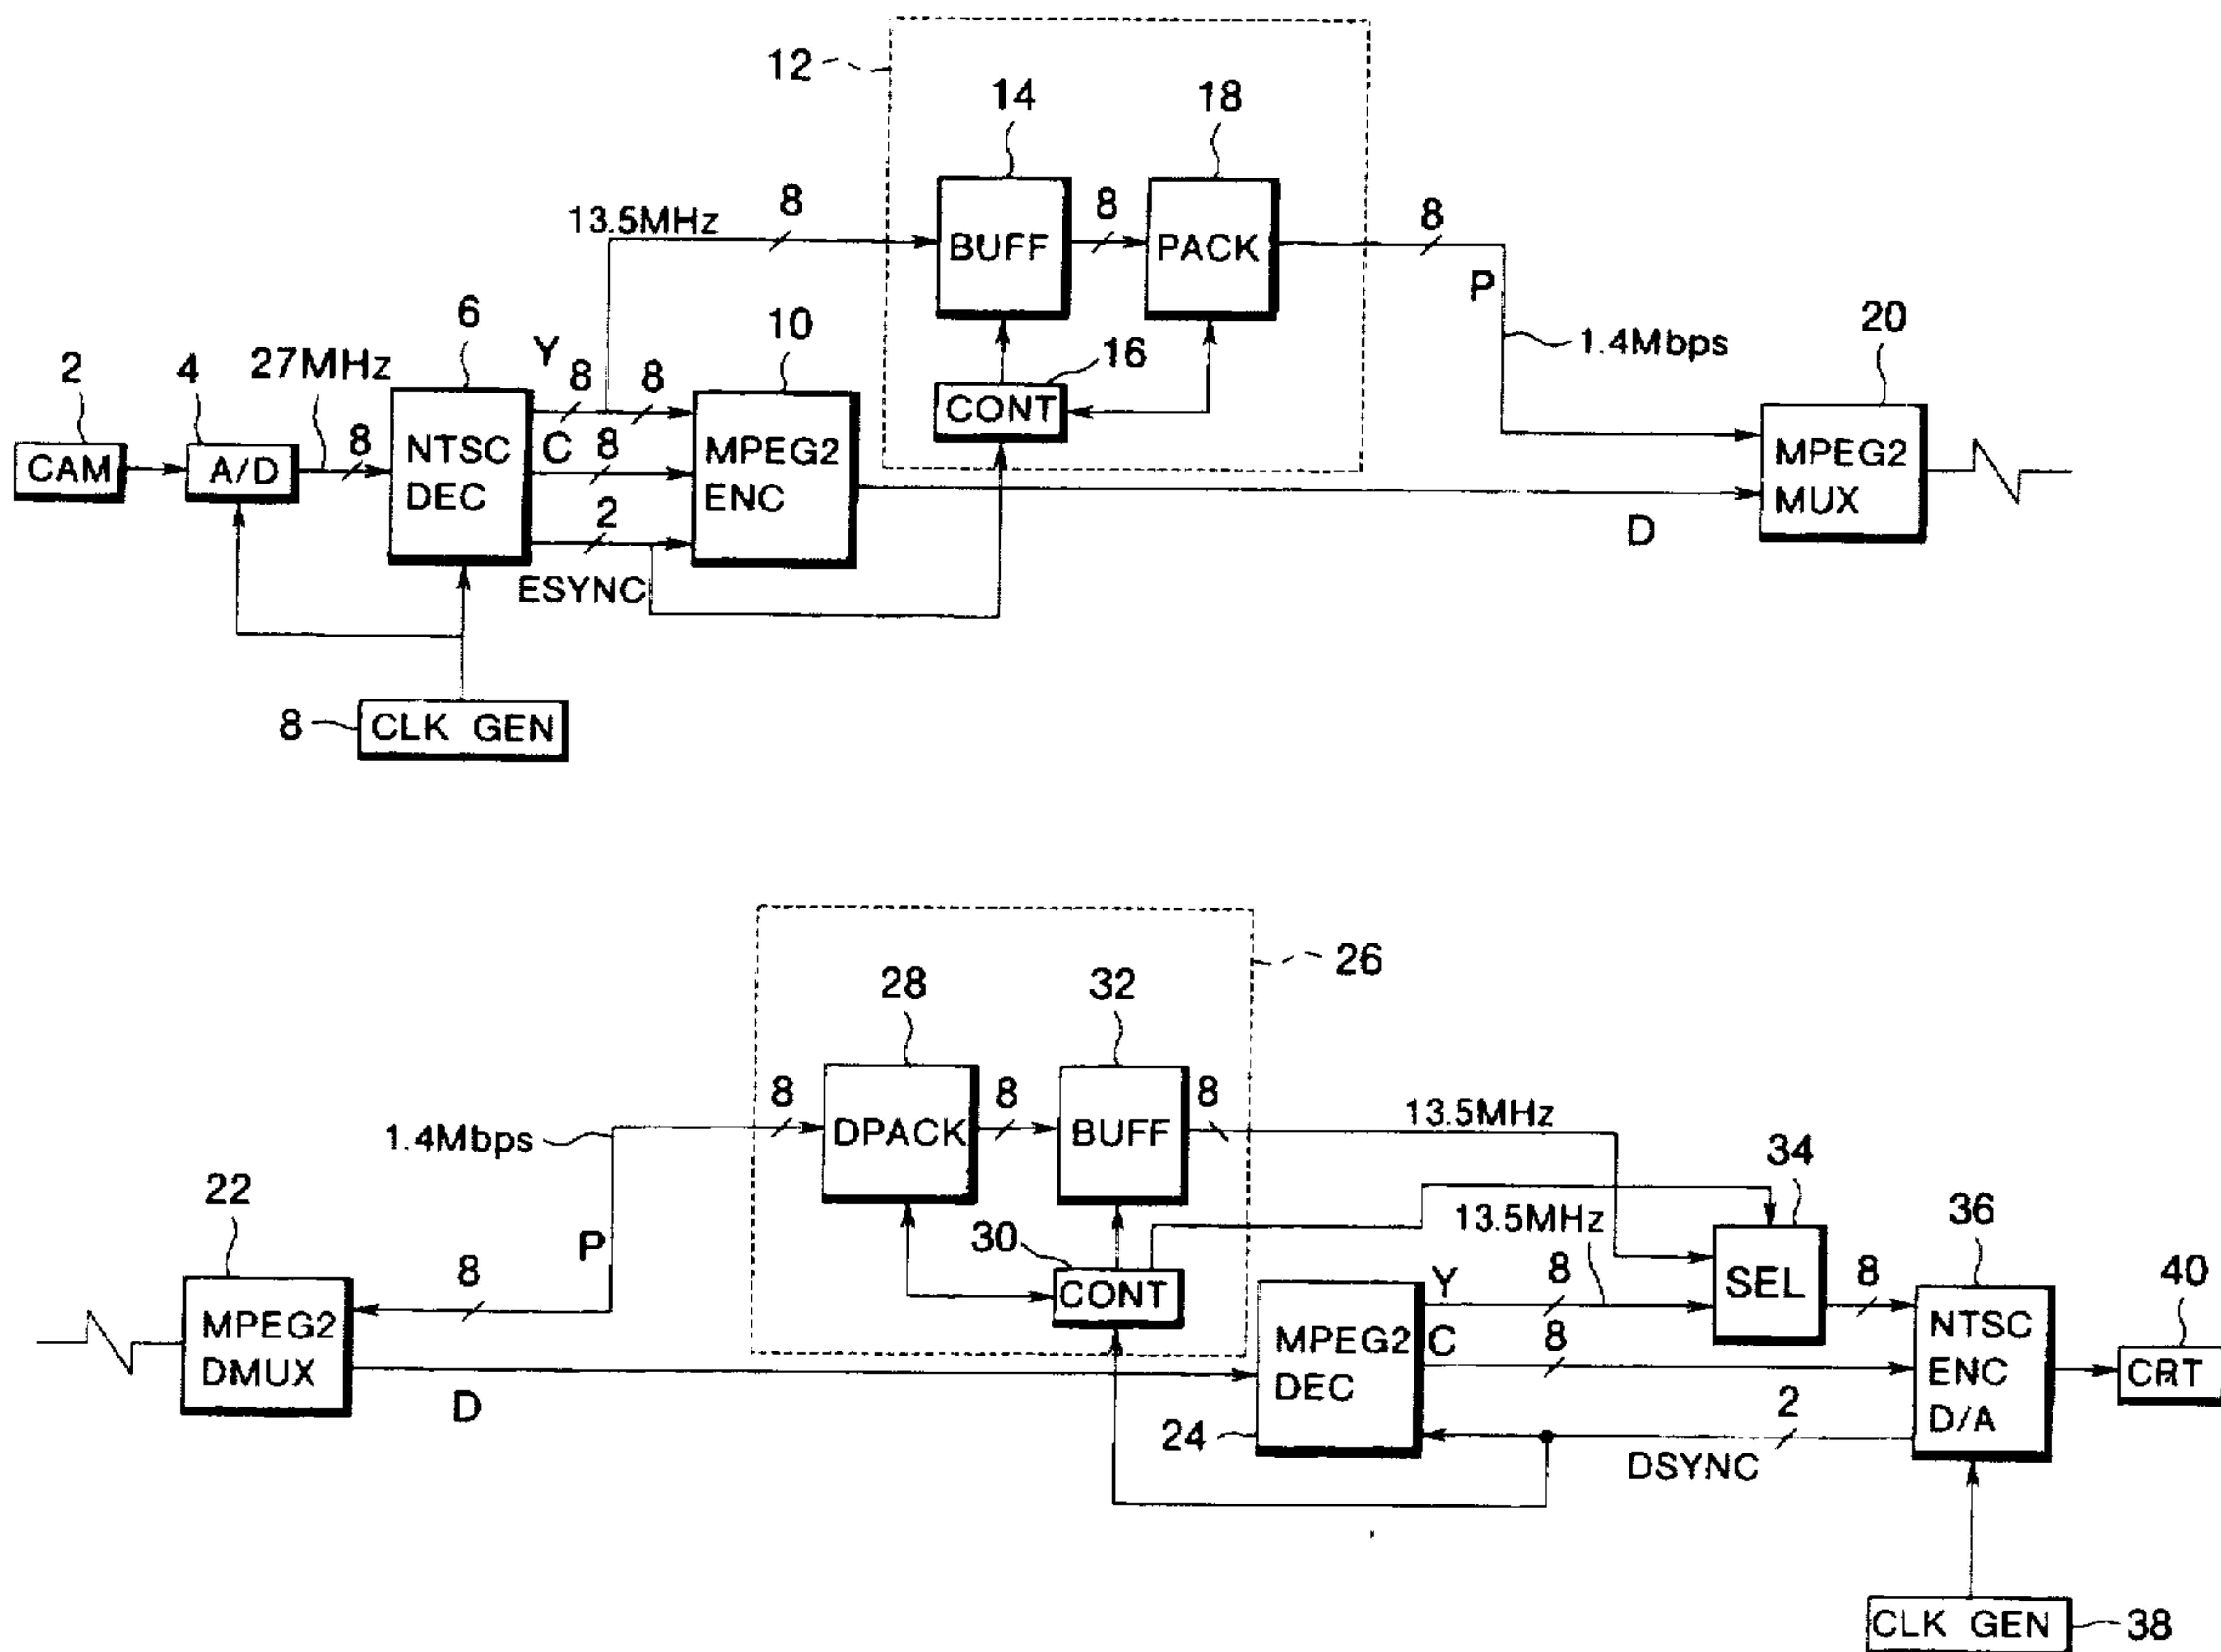 12
14
18
13.5MHz
8
8
8
BUFF
PACK
P
6
10
16
20
1.4Mbps
2
4
27MHz
Y
8
8
CONT
CAM
A/D
8
NTSC
DEC
C
8
MPEG2
ENC
MPEG2
MUX
2
D
ESYNC
8
CLK GEN
26
28
32
8
8
8
13.5MHz
1.4Mbps
DPACK
BUFF
34
22
P
30
13.5MHz
36
8
CONT
Y
8
SEL
8
40
MPEG2
DMUX
MPEG2
DEC
C
8
NTSC
ENC
D/A
CRT
D
24
2
DSYNC
CLK GEN
38